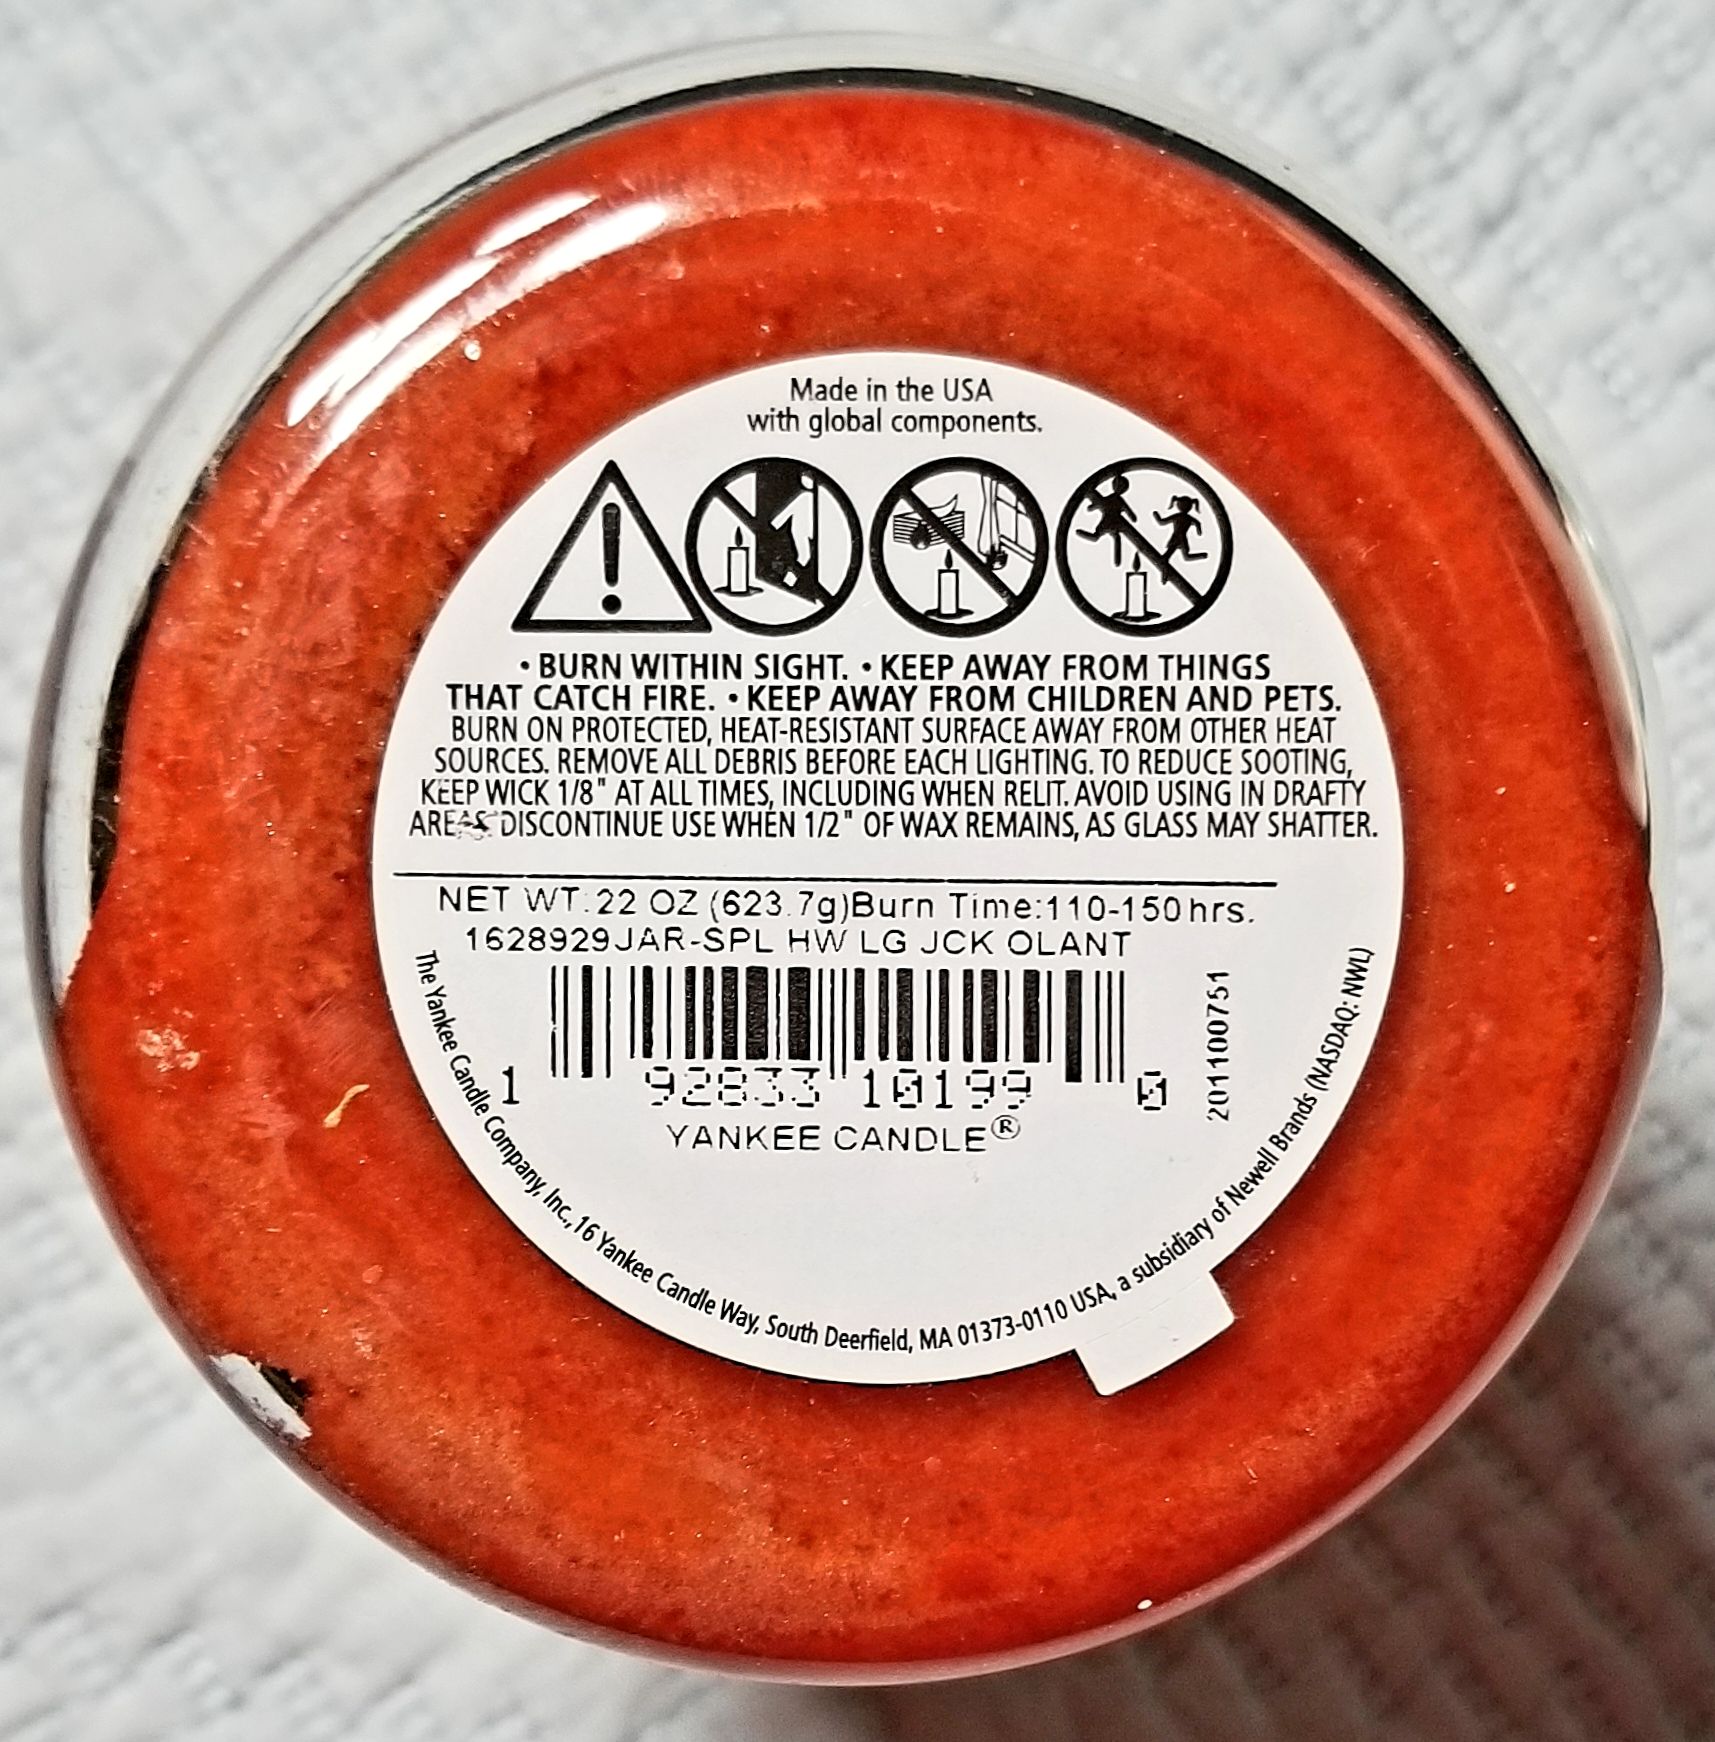 Made in the USA
with global components.
• BURN WITHIN SIGHT. • KEEP AWAY FROM THINGS
THAT CATCH FIRE. • KEEP AWAY FROM CHILDREN AND PETS.
BURN ON PROTECTED, HEAT-RESISTANT SURFACE AWAY FROM OTHER HEAT
SOURCES. REMOVE ALL DEBRIS BEFORE EACH LIGHTING. TO REDUCE SOOTING,
KEEP WICK 1/8" AT ALL TIMES, INCLUDING WHEN RELIT. AVOID USING IN DRAFTY
AREAS. DISCONTINUE USE WHEN 1/2" OF WAX REMAINS, AS GLASS MAY SHATTER.
NET WT:22 OZ (623.7g)Burn Time:110-150 hrs.
1628929JAR-SPL HW LG JCK OLANT
1 92833 10199 0
YANKEE CANDLE®
2011100751
The Yankee Candle Company, Inc., 16 Yankee Candle Way, South Deerfield, MA 01373-0110 USA, a subsidiary of Newell Brands (NASDAQ: NWL)